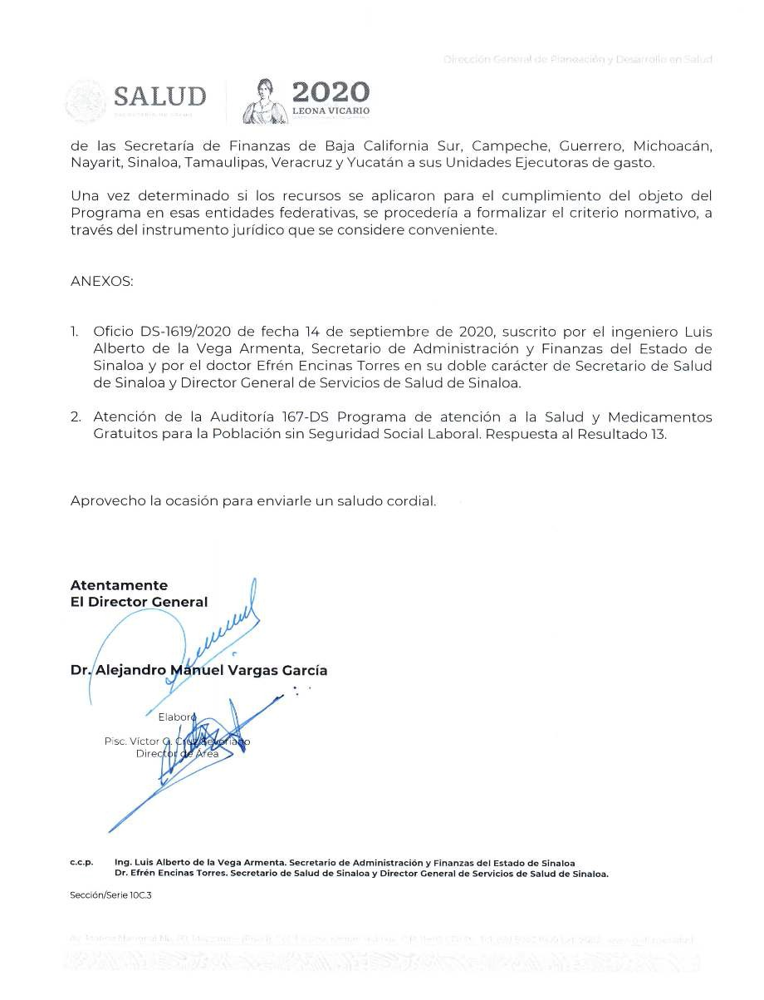 Dirección General de Planeación y Desarrollo en Salud
SALUD
SECRETARÍA DE SALUD
2020
LEONA VICARIO
de las Secretaría de Finanzas de Baja California Sur, Campeche, Guerrero, Michoacán,
Nayarit, Sinaloa, Tamaulipas, Veracruz y Yucatán a sus Unidades Ejecutoras de gasto.
Una vez determinado si los recursos se aplicaron para el cumplimiento del objeto del
Programa en esas entidades federativas, se procedería a formalizar el criterio normativo, a
través del instrumento jurídico que se considere conveniente.
ANEXOS:
1. Oficio DS-1619/2020 de fecha 14 de septiembre de 2020, suscrito por el ingeniero Luis
Alberto de la Vega Armenta, Secretario de Administración y Finanzas del Estado de
Sinaloa y por el doctor Efrén Encinas Torres en su doble carácter de Secretario de Salud
de Sinaloa y Director General de Servicios de Salud de Sinaloa.
2. Atención de la Auditoría 167-DS Programa de atención a la Salud y Medicamentos
Gratuitos para la Población sin Seguridad Social Laboral. Respuesta al Resultado 13.
Aprovecho la ocasión para enviarle un saludo cordial.
Atentamente
El Director General
Dr. Alejandro Manuel Vargas García
Elaboró
Pisc. Víctor G. Cruz Severiano
Director de Área
c.c.p. Ing. Luis Alberto de la Vega Armenta. Secretario de Administración y Finanzas del Estado de Sinaloa
Dr. Efrén Encinas Torres. Secretario de Salud de Sinaloa y Director General de Servicios de Salud de Sinaloa.
Sección/Serie 10C.3